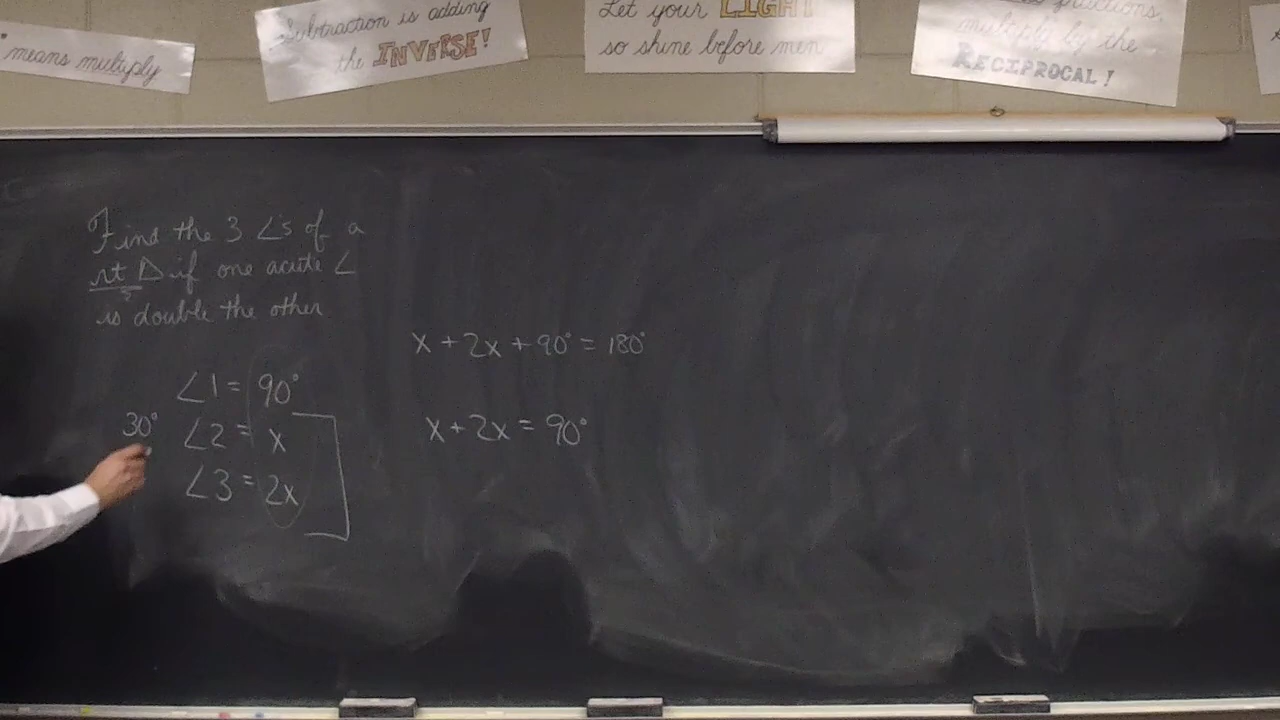 " means multiply
Subtraction is adding
the INVERSE!
Let your LIGHT
so shine before men
fractions,
multiply by the
RECIPROCAL!
Find the 3 ∠'s of a
rt △ if one acute ∠
is double the other
x + 2x + 90° = 180°
∠1 = 90°
30° ∠2 = x
x + 2x = 90°
∠3 = 2x